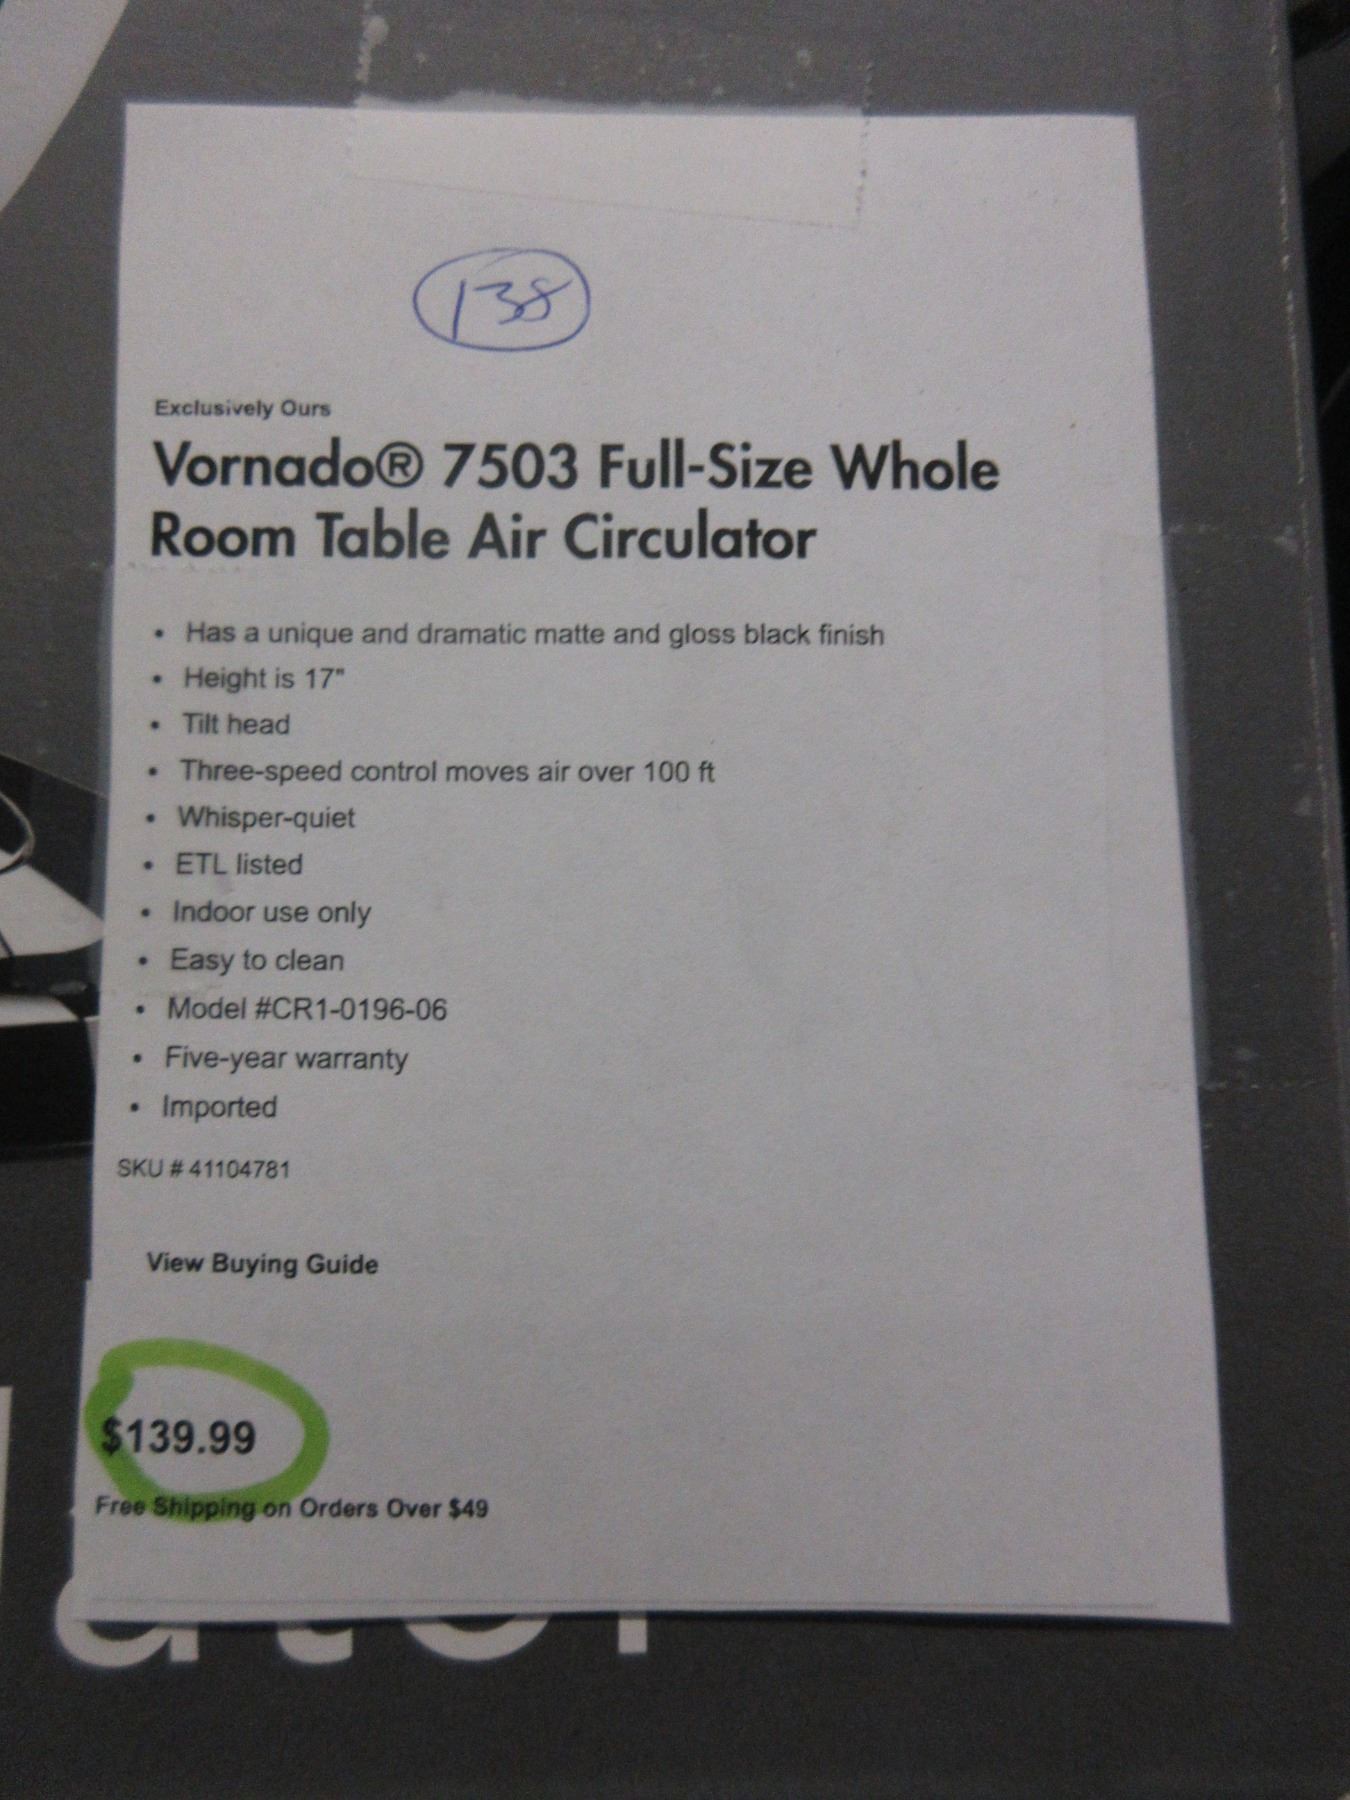 138
Exclusively Ours
Vornado® 7503 Full-Size Whole
Room Table Air Circulator
• Has a unique and dramatic matte and gloss black finish
• Height is 17"
• Tilt head
• Three-speed control moves air over 100 ft
• Whisper-quiet
• ETL listed
• Indoor use only
• Easy to clean
• Model #CR1-0196-06
• Five-year warranty
• Imported
SKU # 41104781
View Buying Guide
$139.99
Free Shipping on Orders Over $49